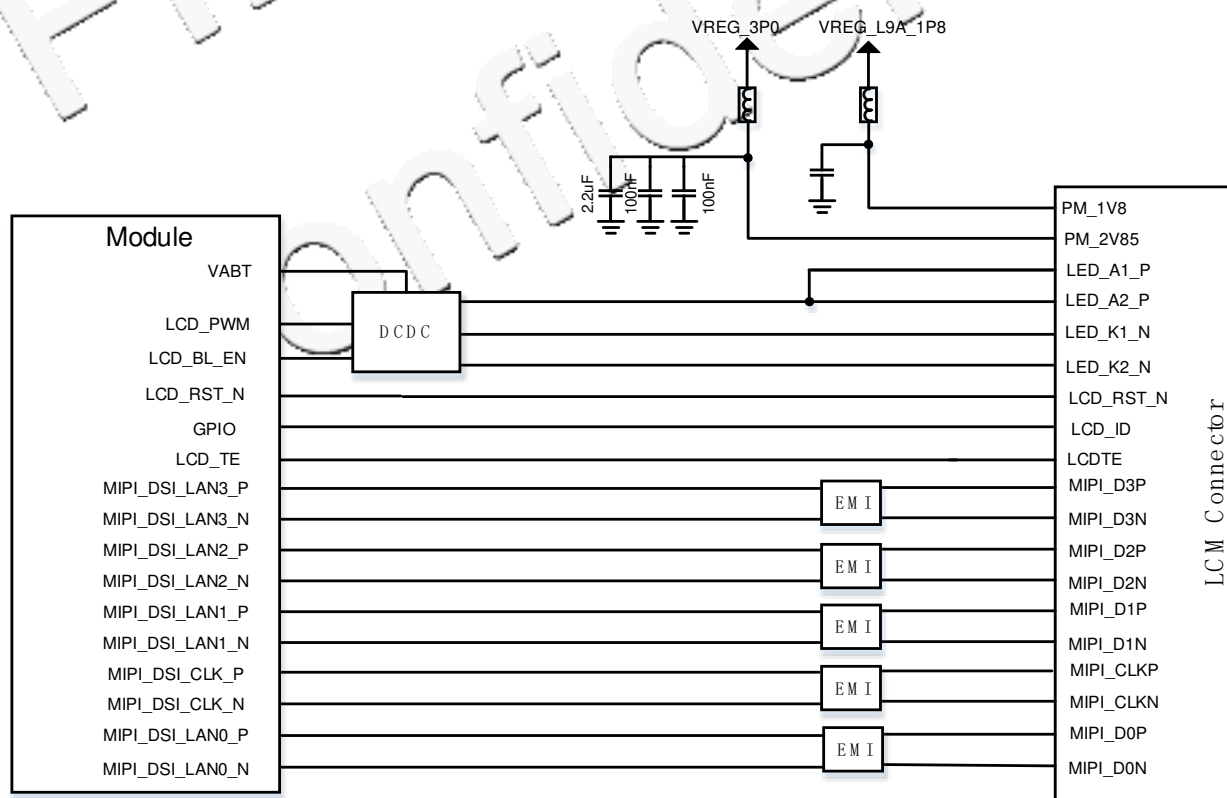 VREG_3P0
VREG_L9A_1P8
2.2uF
100nF
100nF
Module
VABT
LCD_PWM
LCD_BL_EN
LCD_RST_N
GPIO
LCD_TE
MIPI_DSI_LAN3_P
MIPI_DSI_LAN3_N
MIPI_DSI_LAN2_P
MIPI_DSI_LAN2_N
MIPI_DSI_LAN1_P
MIPI_DSI_LAN1_N
MIPI_DSI_CLK_P
MIPI_DSI_CLK_N
MIPI_DSI_LAN0_P
MIPI_DSI_LAN0_N
DCDC
EMI
EMI
EMI
EMI
EMI
PM_1V8
PM_2V85
LED_A1_P
LED_A2_P
LED_K1_N
LED_K2_N
LCD_RST_N
LCD_ID
LCDTE
MIPI_D3P
MIPI_D3N
MIPI_D2P
MIPI_D2N
MIPI_D1P
MIPI_D1N
MIPI_CLKP
MIPI_CLKN
MIPI_D0P
MIPI_D0N
LCM Connector